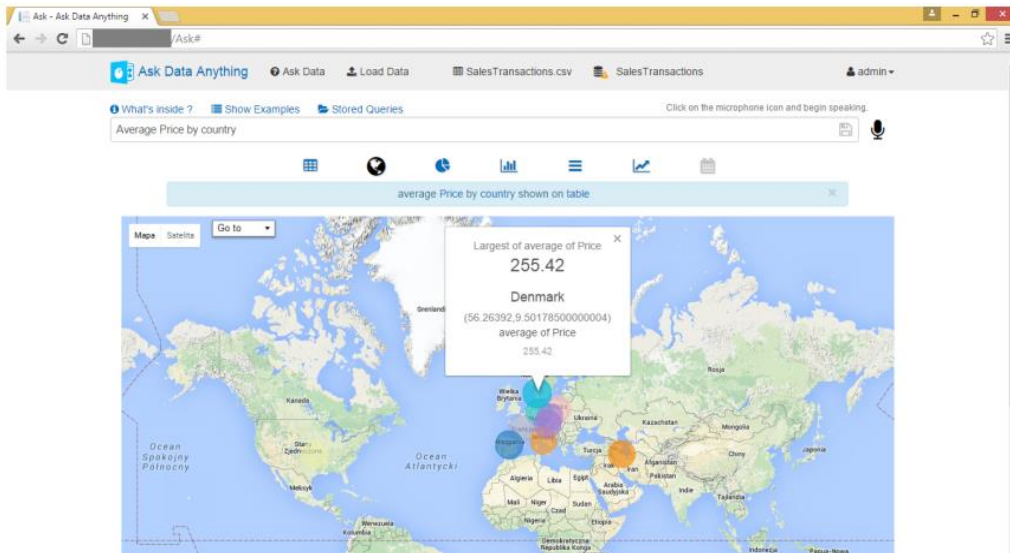 Ask - Ask Data Anything
/Ask#
Ask Data Anything Ask Data Load Data SalesTransactions.csv SalesTransactions admin
What's inside ? Show Examples Stored Queries Click on the microphone icon and begin speaking.
Average Price by country
average Price by country shown on table
Mapa Satelita Go to
Largest of average of Price
255.42
Denmark
(56.26392,9.50178500000004)
average of Price
255.42
Rosja
Wielka
Brytania
Kanada
Ukraina
Kazachstan
Mongolia
Ocean
Spokojny
Północny
Stany
Ocean
Atlantycki
Turcja
Chiny
Japonia
Irak
Iran
Afganistan
Pakistan
Meksyk
Algieria
Libia
Egipt
Arabia
Saudyjska
Indie
Tajlandia
Mali
Niger
Czad
Sudan
Nigeria
Etiopia
Wenezuela
Kolumbia
Demokratyczna
Republika Konga
Indonezja
Papua-Nowa